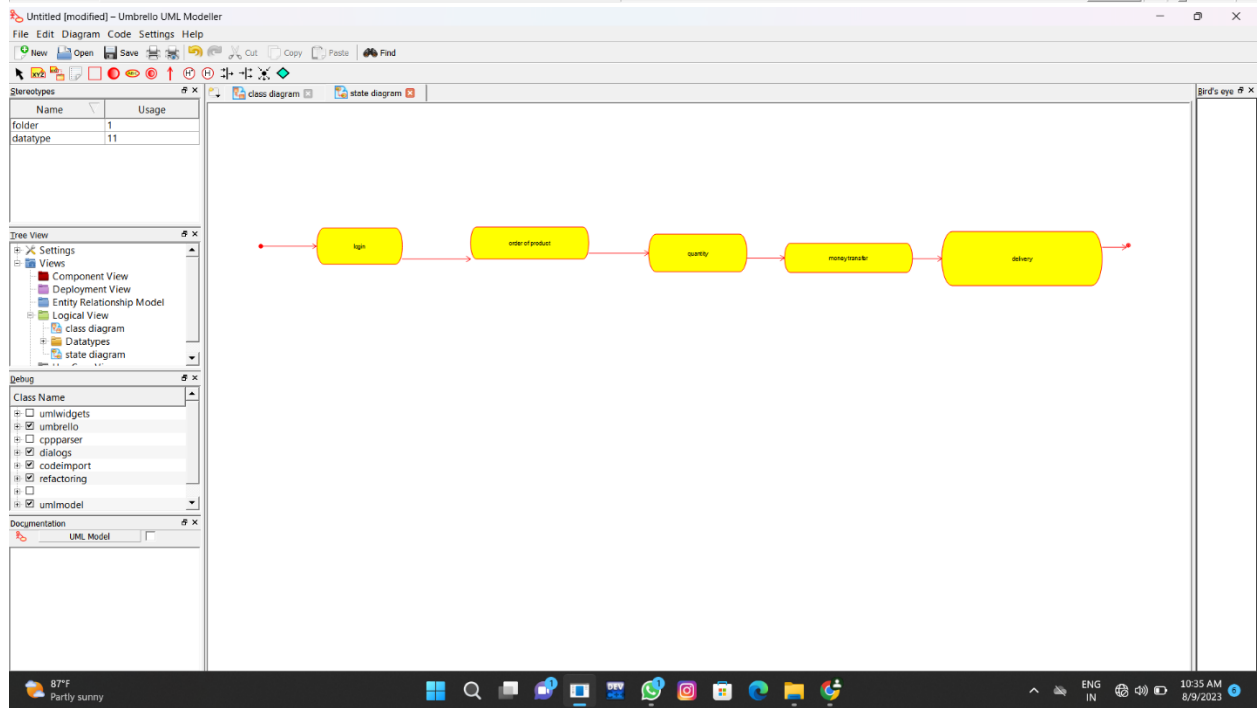 Untitled [modified] – Umbrello UML Modeller
File Edit Diagram Code Settings Help
New Open Save Cut Copy Paste Find
Stereotypes
class diagram
state diagram
Bird's eye
Name Usage
folder 1
datatype 11
Tree View
Settings
Views
Component View
Deployment View
Entity Relationship Model
Logical View
class diagram
Datatypes
state diagram
login
order of product
quantity
money transfer
delivery
Debug
Class Name
umlwidgets
umbrello
cppparser
dialogs
codeimport
refactoring
umlmodel
Documentation
UML Model
87°F
Partly sunny
DEV
1
1
ENG
IN
10:35 AM
8/9/2023
6